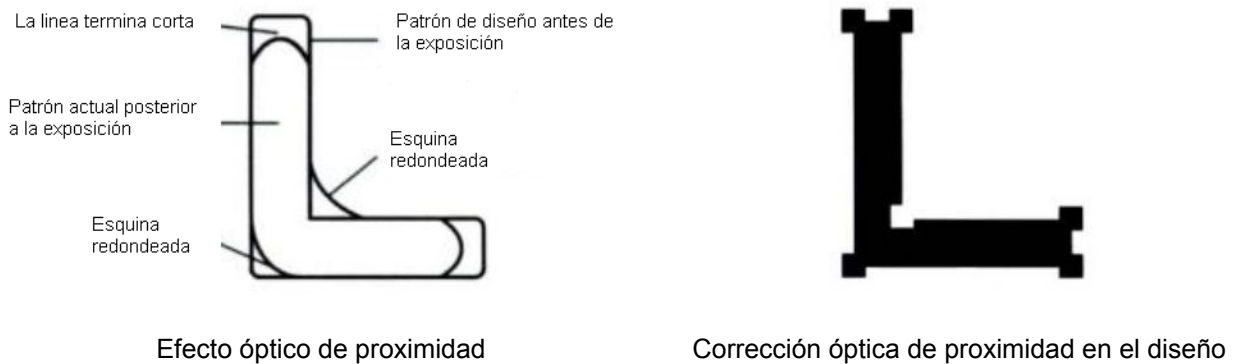 La linea termina corta
Patrón de diseño antes de
la exposición
Patrón actual posterior
a la exposición
Esquina
redondeada
Esquina
redondeada
Efecto óptico de proximidad
Corrección óptica de proximidad en el diseño